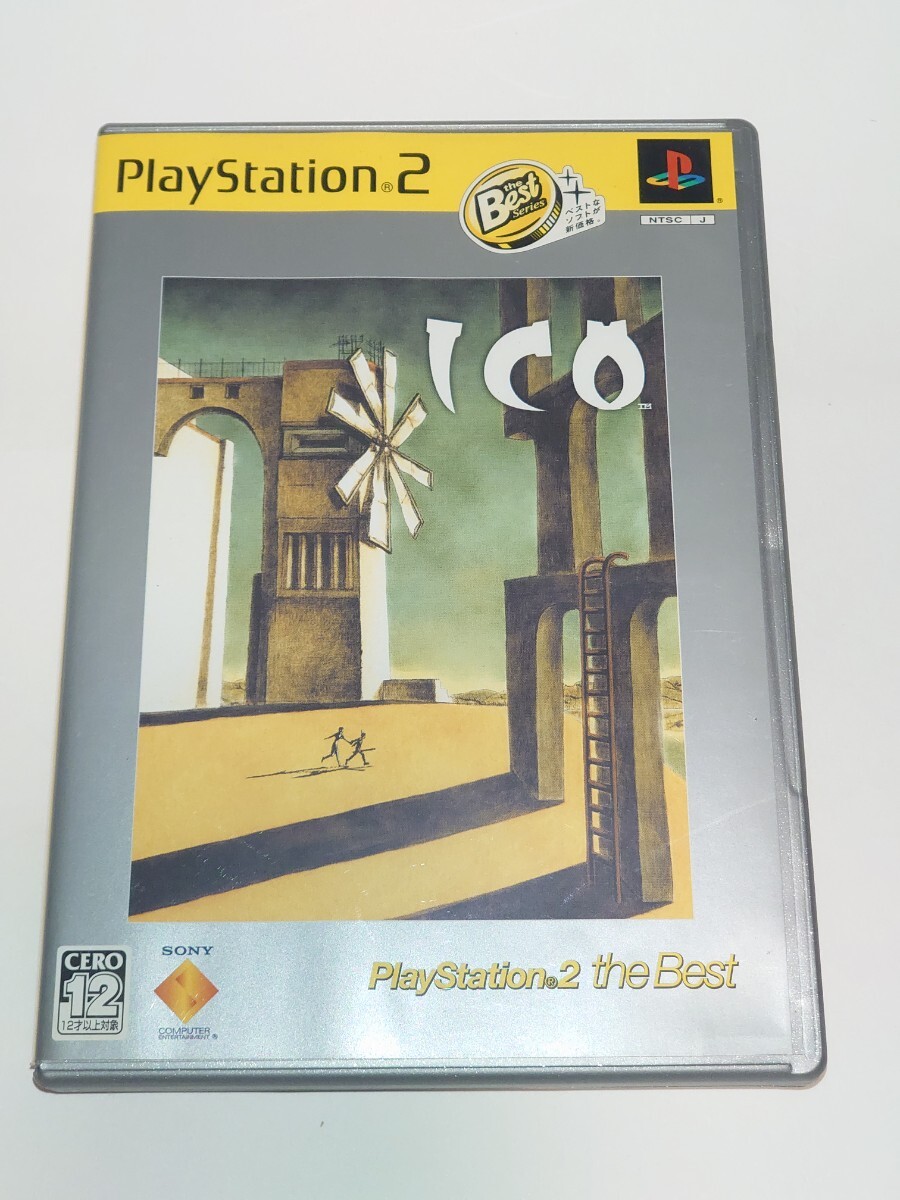 PlayStation®2
the
Best
Series
ベストな
ソフトが
新価格。
®
NTSC J
ICO
TM
CERO
12
12才以上対象
SONY
COMPUTER
ENTERTAINMENT®
PlayStation®2 the Best